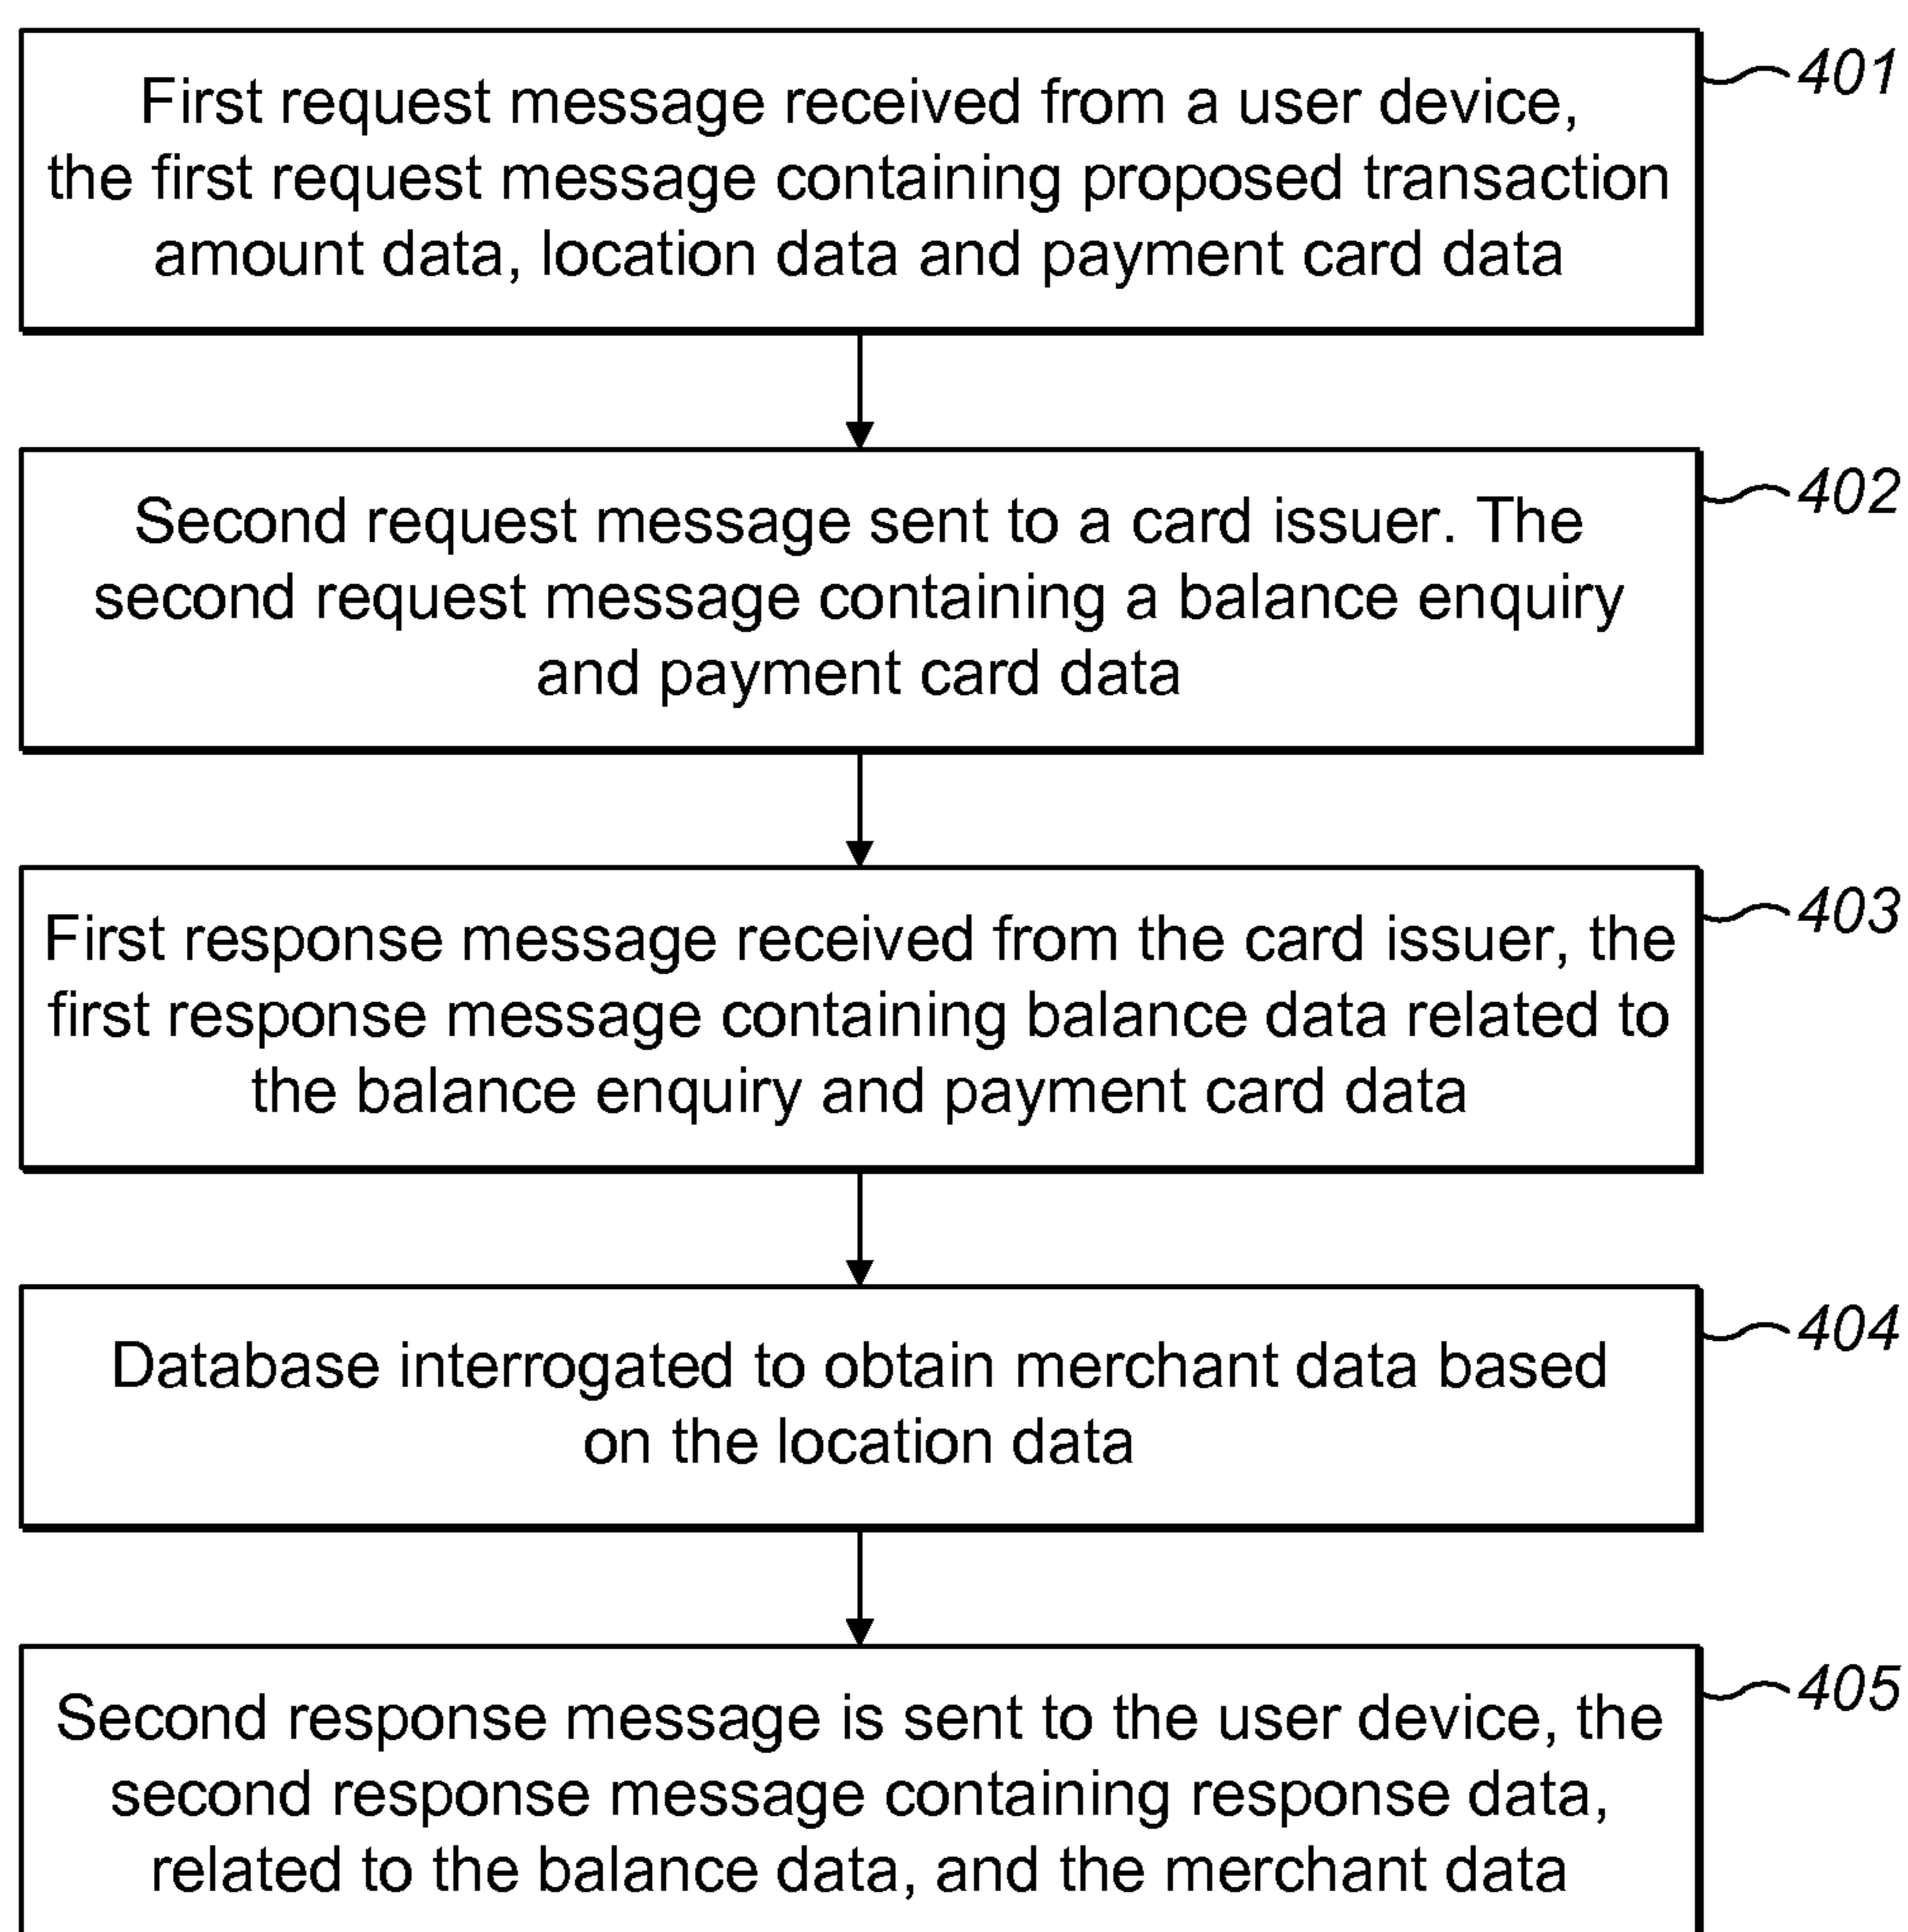 First request message received from a user device,
the first request message containing proposed transaction
amount data, location data and payment card data
401
Second request message sent to a card issuer. The
second request message containing a balance enquiry
and payment card data
402
First response message received from the card issuer, the
first response message containing balance data related to
the balance enquiry and payment card data
403
Database interrogated to obtain merchant data based
on the location data
404
Second response message is sent to the user device, the
second response message containing response data,
related to the balance data, and the merchant data
405